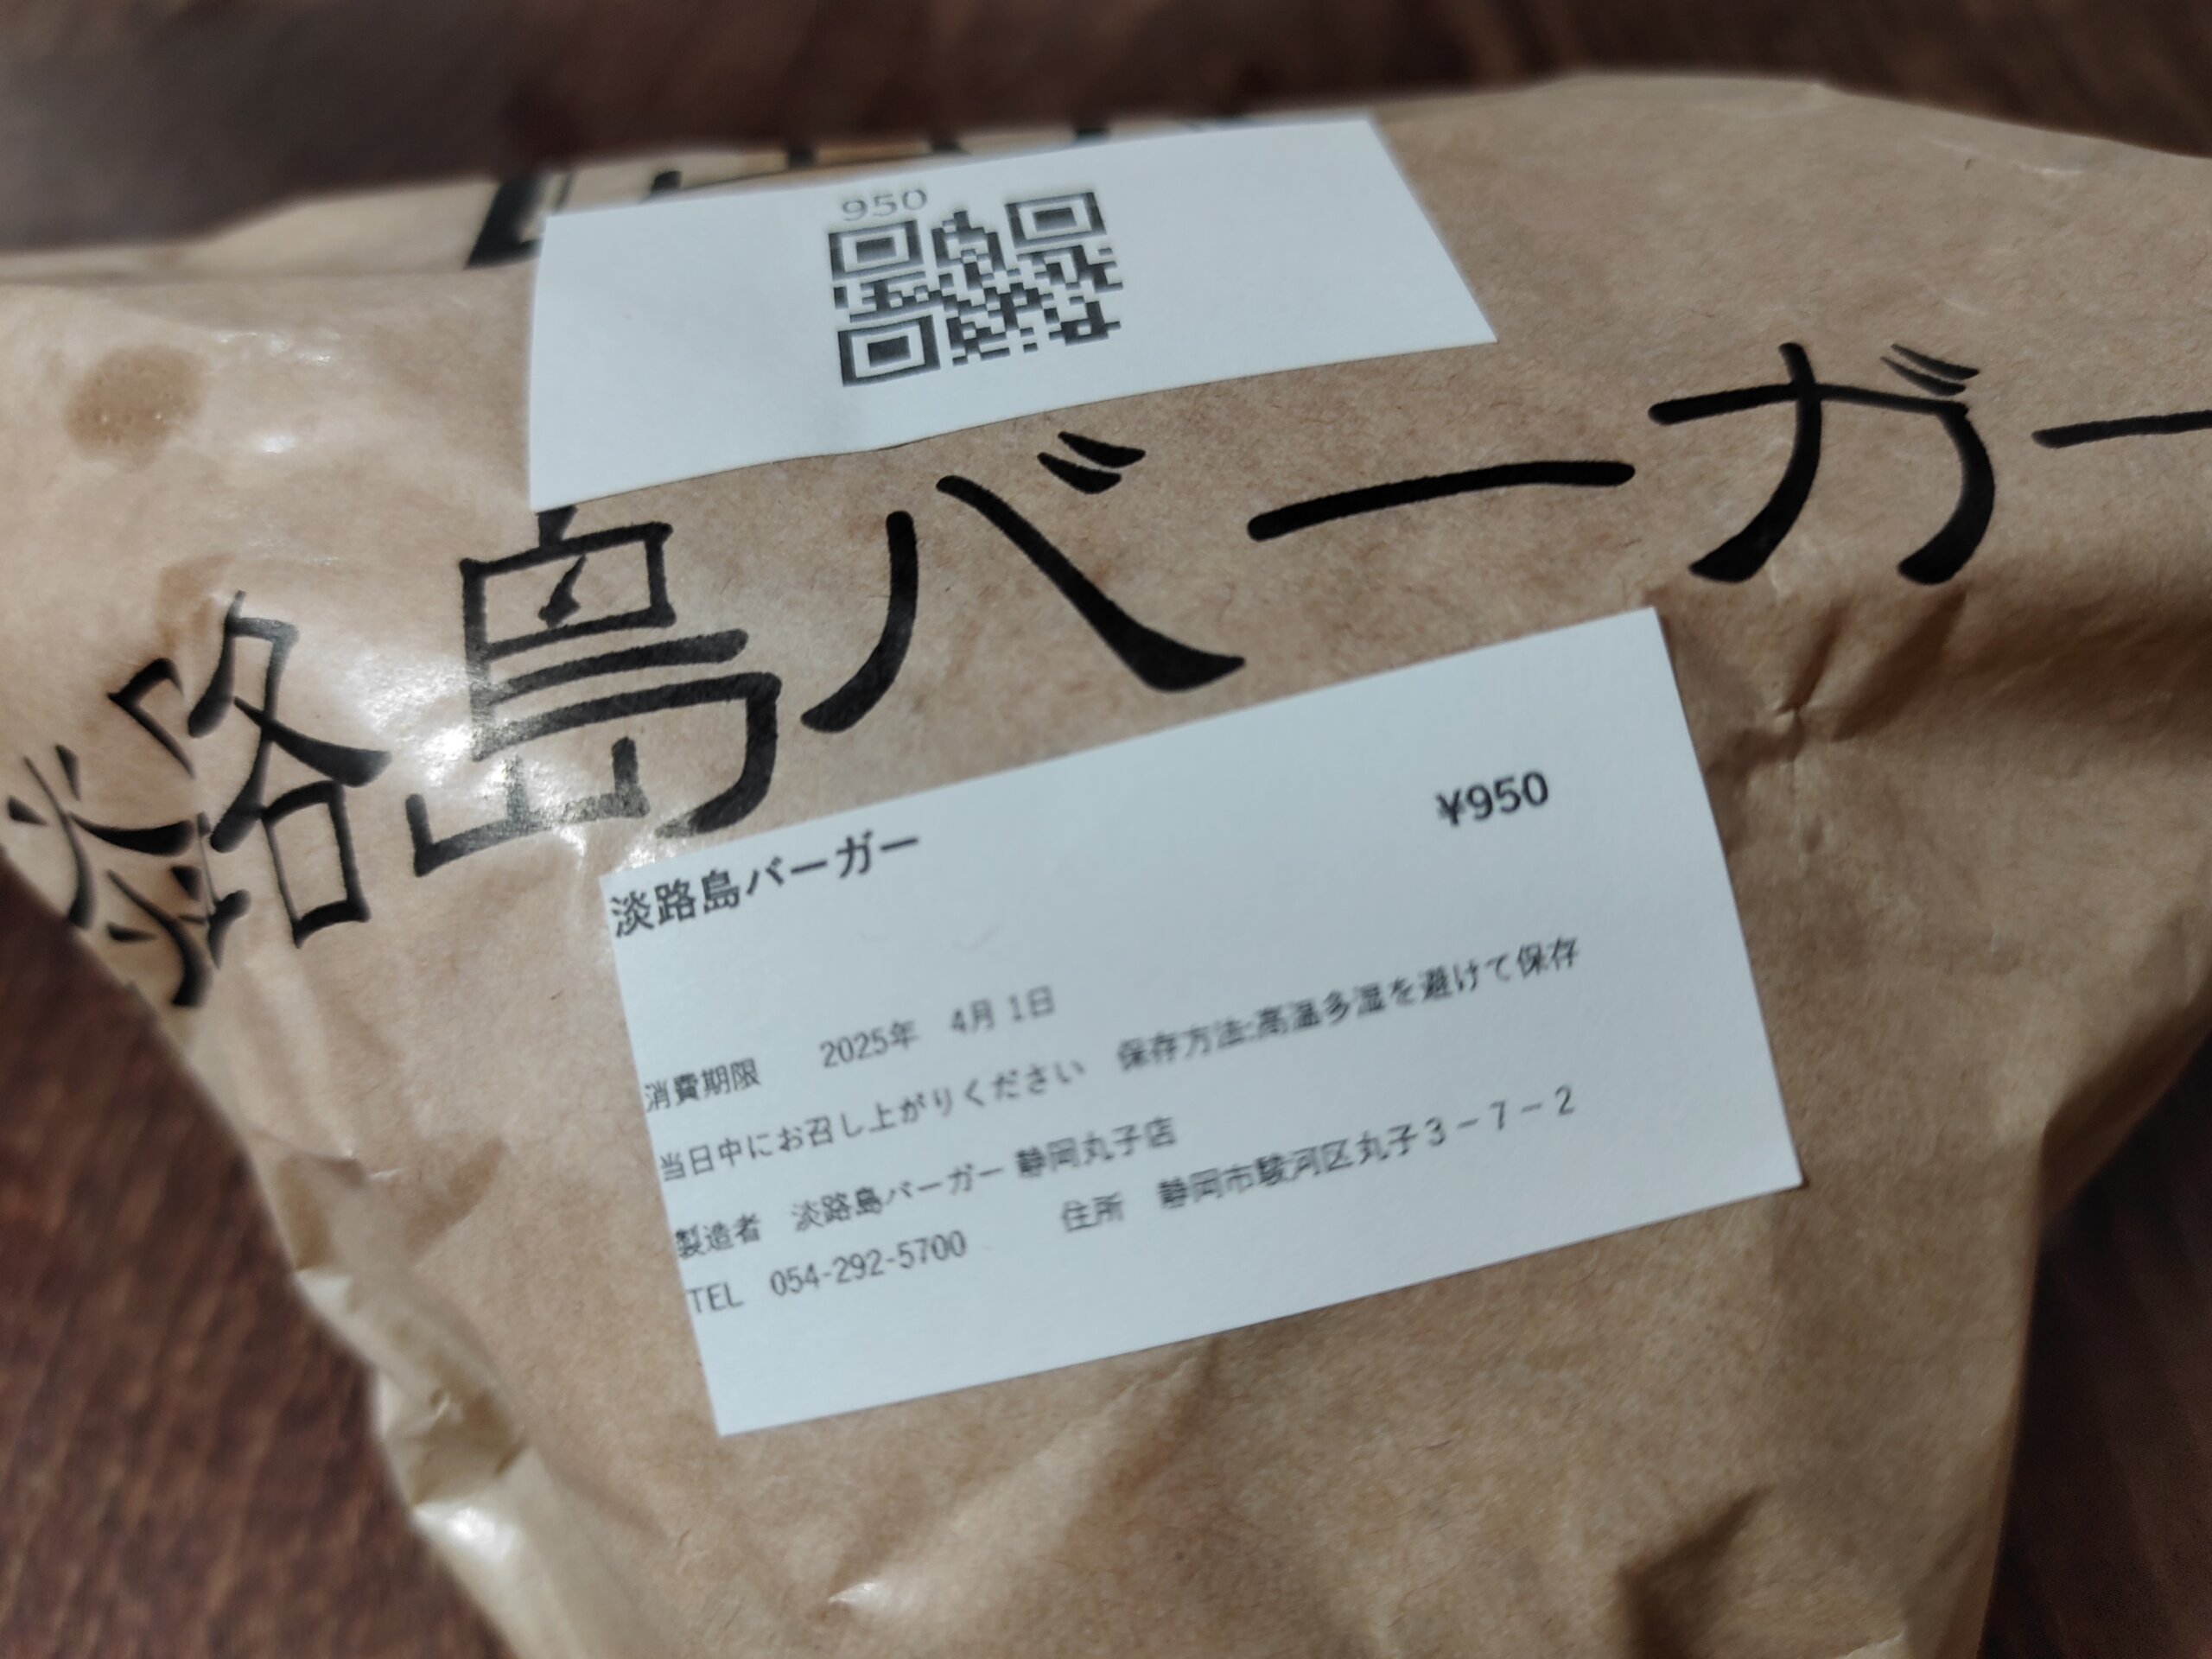 950
淡路島バーガー
淡路島バーガー ¥950
消費期限 2025年 4月 1日
当日中にお召し上がりください 保存方法:高温多湿を避けて保存
製造者 淡路島バーガー 静岡丸子店
TEL 054-292-5700 住所 静岡市駿河区丸子3-7-2